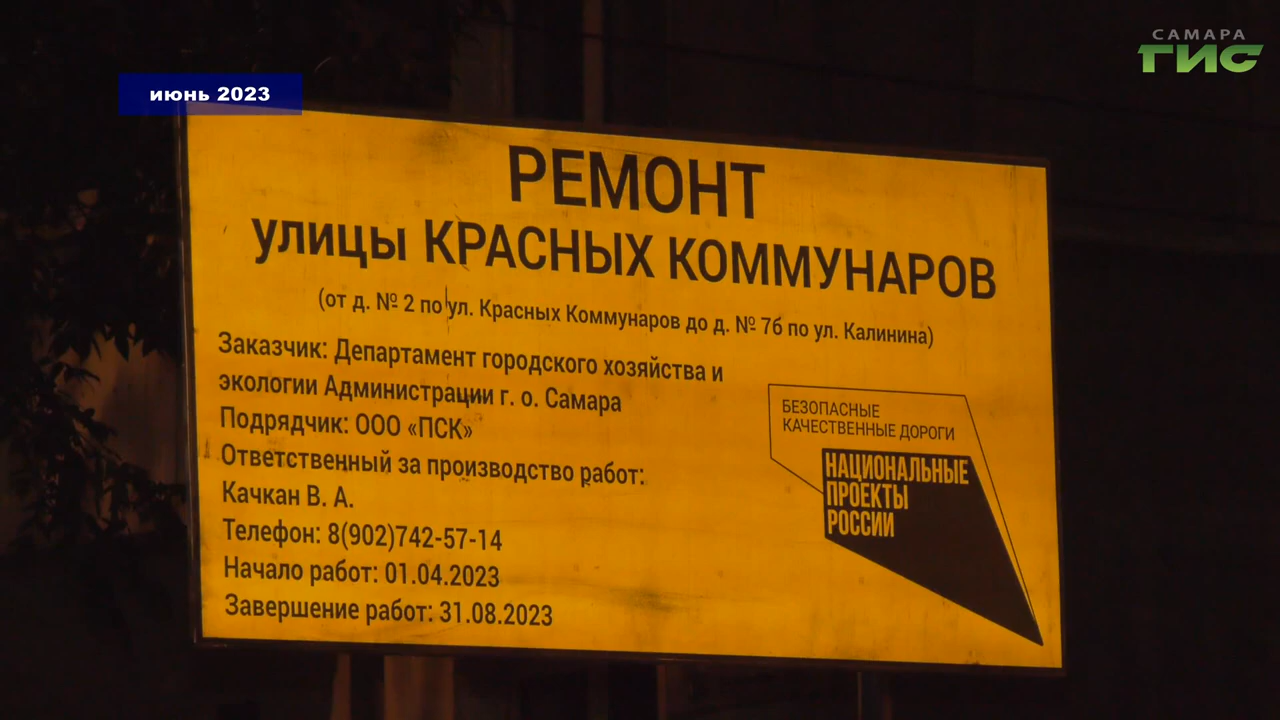 САМАРА
ГИС
июнь 2023
РЕМОНТ
улицы КРАСНЫХ КОММУНАРОВ
(от д. № 2 по ул. Красных Коммунаров до д. № 7б по ул. Калинина)
Заказчик: Департамент городского хозяйства и
экологии Администрации г. о. Самара
Подрядчик: ООО «ПСК»
Ответственный за производство работ:
Качкан В. А.
Телефон: 8(902)742-57-14
Начало работ: 01.04.2023
Завершение работ: 31.08.2023
БЕЗОПАСНЫЕ
КАЧЕСТВЕННЫЕ ДОРОГИ
НАЦИОНАЛЬНЫЕ
ПРОЕКТЫ
РОССИИ